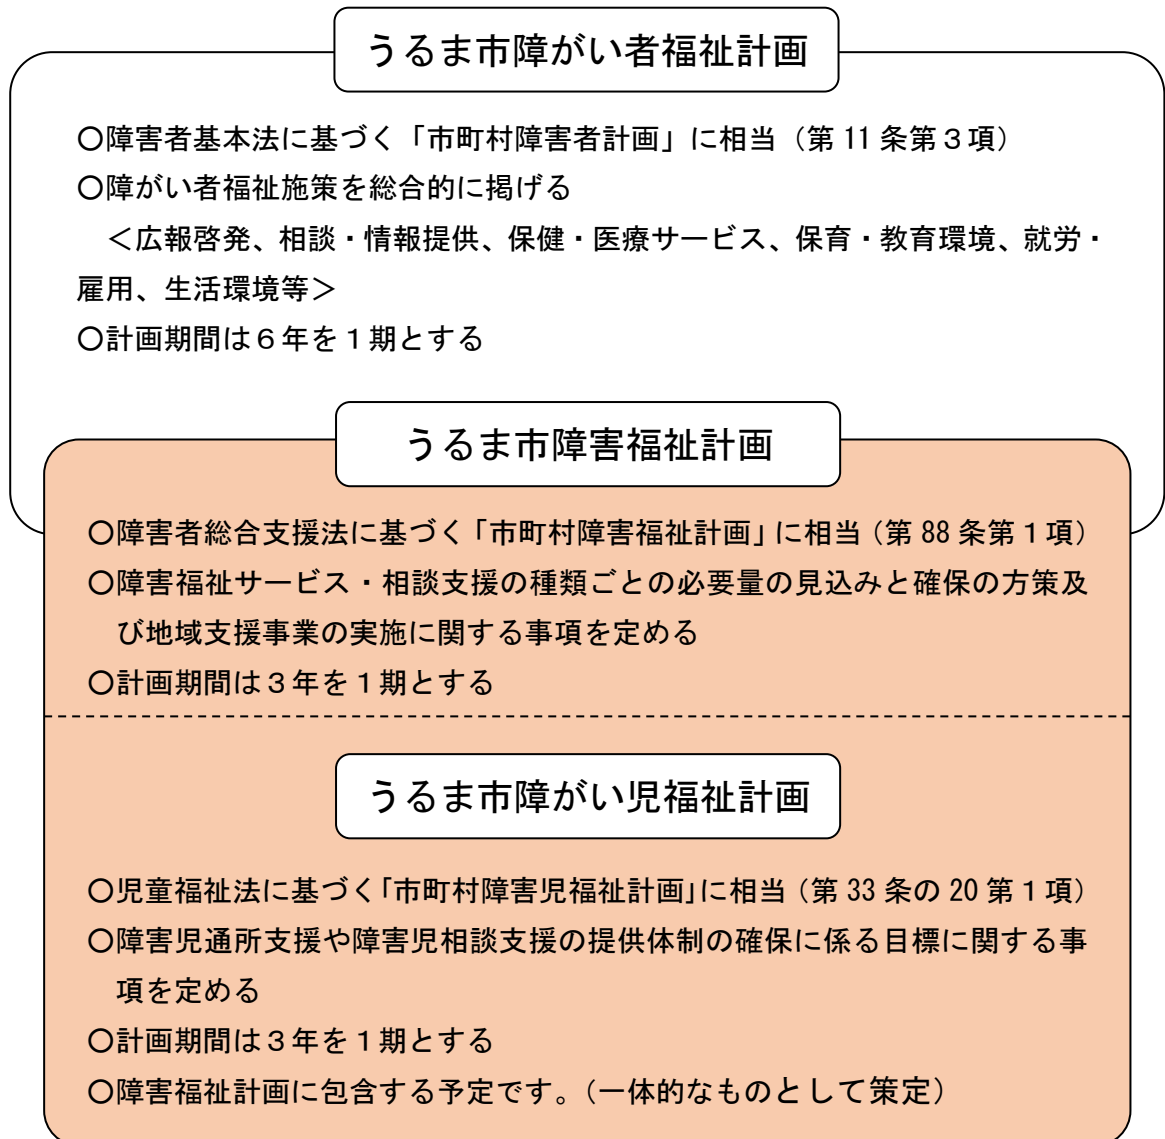 うるま市障がい者福祉計画
〇障害者基本法に基づく「市町村障害者計画」に相当（第 11 条第３項）
〇障がい者福祉施策を総合的に掲げる
＜広報啓発、相談・情報提供、保健・医療サービス、保育・教育環境、就労・
雇用、生活環境等＞
〇計画期間は６年を１期とする
うるま市障害福祉計画
〇障害者総合支援法に基づく「市町村障害福祉計画」に相当（第 88 条第１項）
〇障害福祉サービス・相談支援の種類ごとの必要量の見込みと確保の方策及
び地域支援事業の実施に関する事項を定める
〇計画期間は３年を１期とする
うるま市障がい児福祉計画
〇児童福祉法に基づく「市町村障害児福祉計画」に相当（第 33 条の 20 第１項）
〇障害児通所支援や障害児相談支援の提供体制の確保に係る目標に関する事
項を定める
〇計画期間は３年を１期とする
〇障害福祉計画に包含する予定です。（一体的なものとして策定）